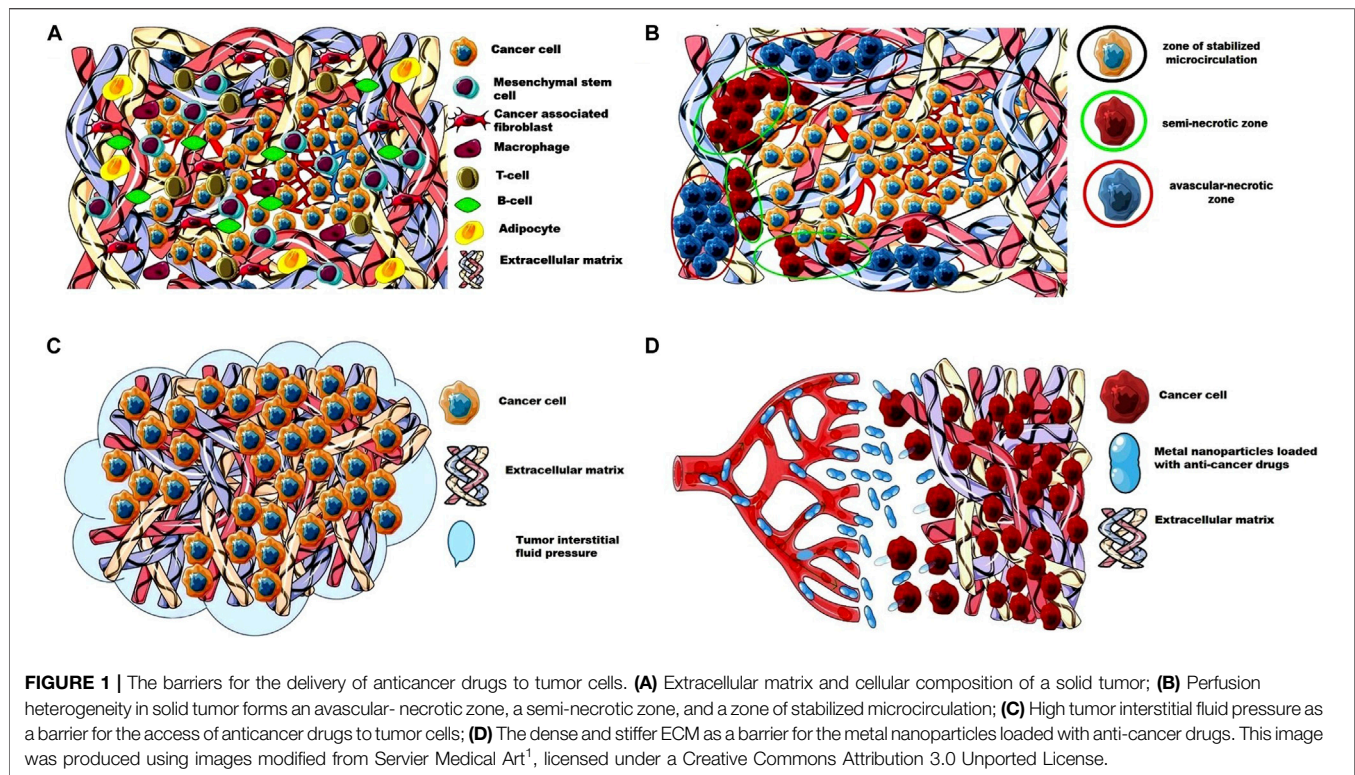 A
Cancer cell
Mesenchymal stem
cell
Cancer associated
fibroblast
Macrophage
T-cell
B-cell
Adipocyte
Extracellular matrix
B
zone of stabilized
microcirculation
semi-necrotic zone
avascular-necrotic
zone
C
Cancer cell
Extracellular matrix
Tumor interstitial
fluid pressure
D
Cancer cell
Metal nanoparticles loaded
with anti-cancer drugs
Extracellular matrix
FIGURE 1 | The barriers for the delivery of anticancer drugs to tumor cells. (A) Extracellular matrix and cellular composition of a solid tumor; (B) Perfusion
heterogeneity in solid tumor forms an avascular- necrotic zone, a semi-necrotic zone, and a zone of stabilized microcirculation; (C) High tumor interstitial fluid pressure as
a barrier for the access of anticancer drugs to tumor cells; (D) The dense and stiffer ECM as a barrier for the metal nanoparticles loaded with anti-cancer drugs. This image
was produced using images modified from Servier Medical Art¹, licensed under a Creative Commons Attribution 3.0 Unported License.